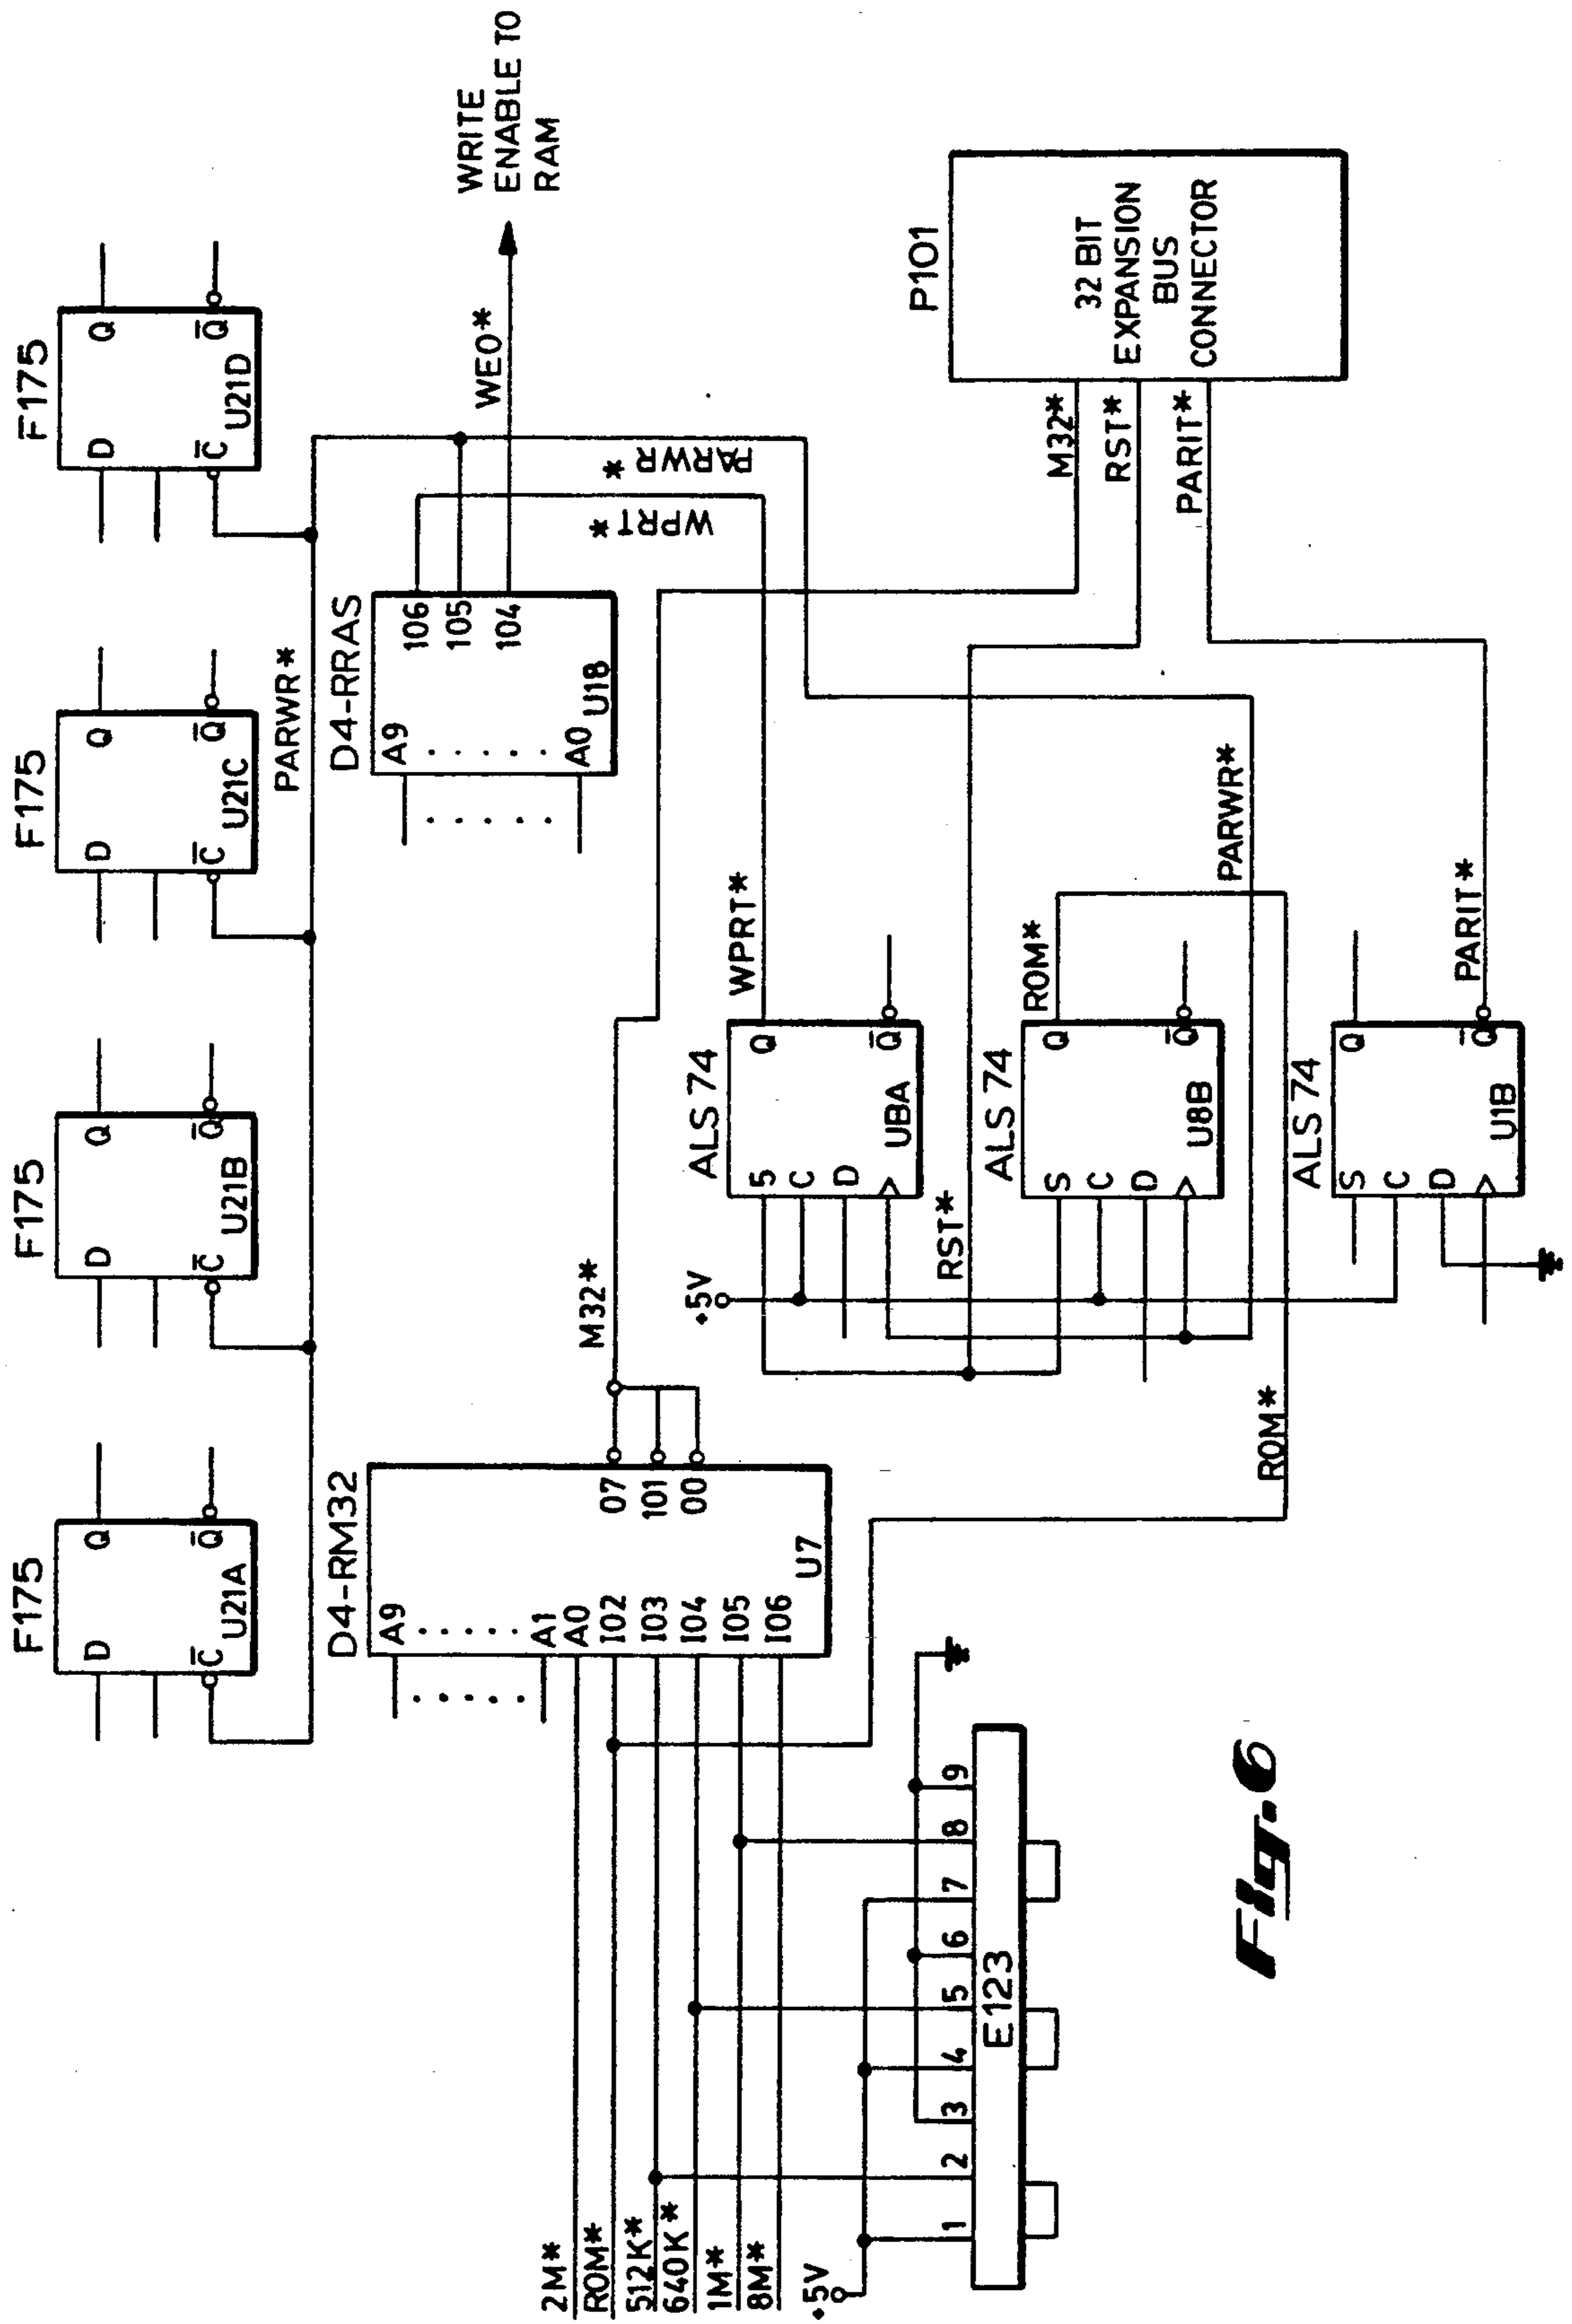 F175
D
Q
C
Q
U21A
F175
D
Q
C
Q
U21B
F175
D
Q
C
Q
U21C
F175
D
Q
C
Q
U21D
PARWR*
D4-RRAS
A9
. . . . .
A0
U18
106
105
104
WE0*
WRITE
ENABLE TO
RAM
WPRT*
PARWR*
D4-RM32
A9
. . . . .
A1
A0
I02
I03
I04
I05
I06
07
101
00
U7
M32*
2M*
ROM*
512K*
640K*
1M*
8M*
+5V
1
2
3
4
5
6
7
8
9
E123
ALS 74
5
C
D
Q
Q
U8A
WPRT*
+5V
RST*
ALS 74
S
C
D
Q
Q
U8B
ROM*
PARWR*
ROM*
ALS 74
S
C
D
Q
Q
U1B
PARIT*
P101
32 BIT
EXPANSION
BUS
CONNECTOR
M32*
RST*
PARIT*
Fig. 6